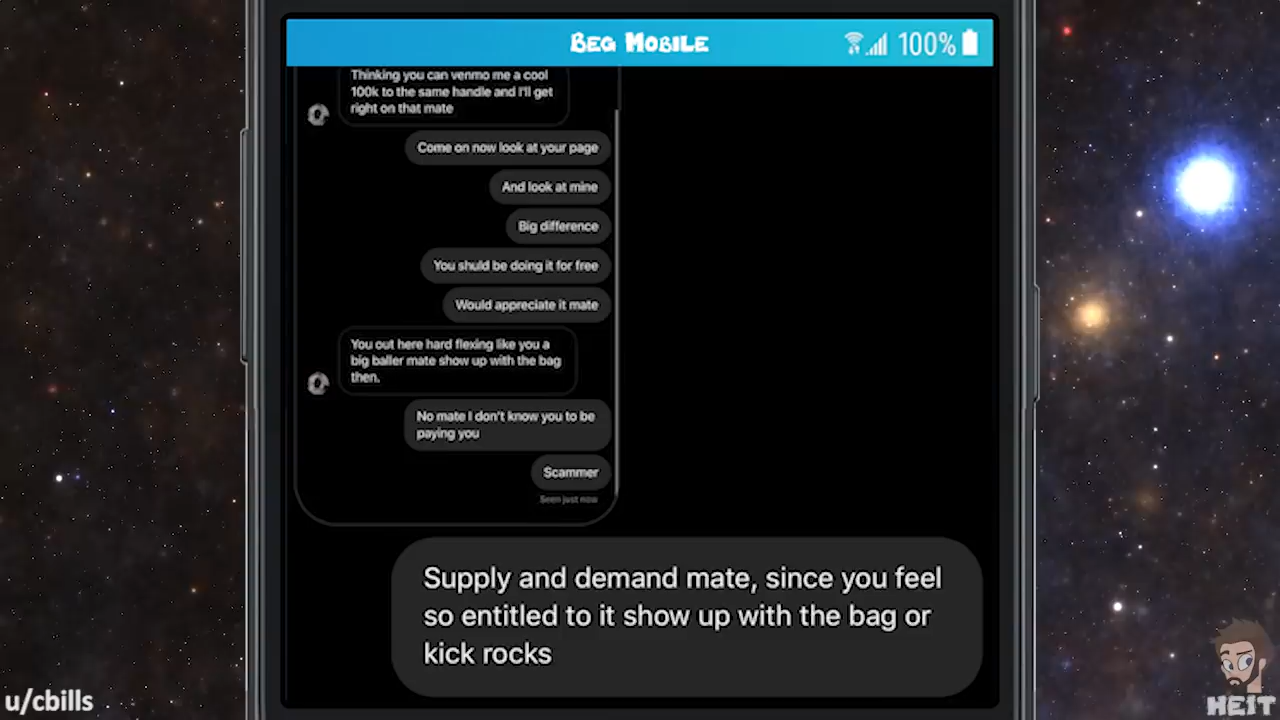 BEG MOBILE
100%
Thinking you can venmo me a cool
100k to the same handle and I'll get
right on that mate
Come on now look at your page
And look at mine
Big difference
You shuld be doing it for free
Would appreciate it mate
You out here hard flexing like you a
big baller mate show up with the bag
then.
No mate I don't know you to be
paying you
Scammer
Seen just now
Supply and demand mate, since you feel
so entitled to it show up with the bag or
kick rocks
u/cbills
HEIT